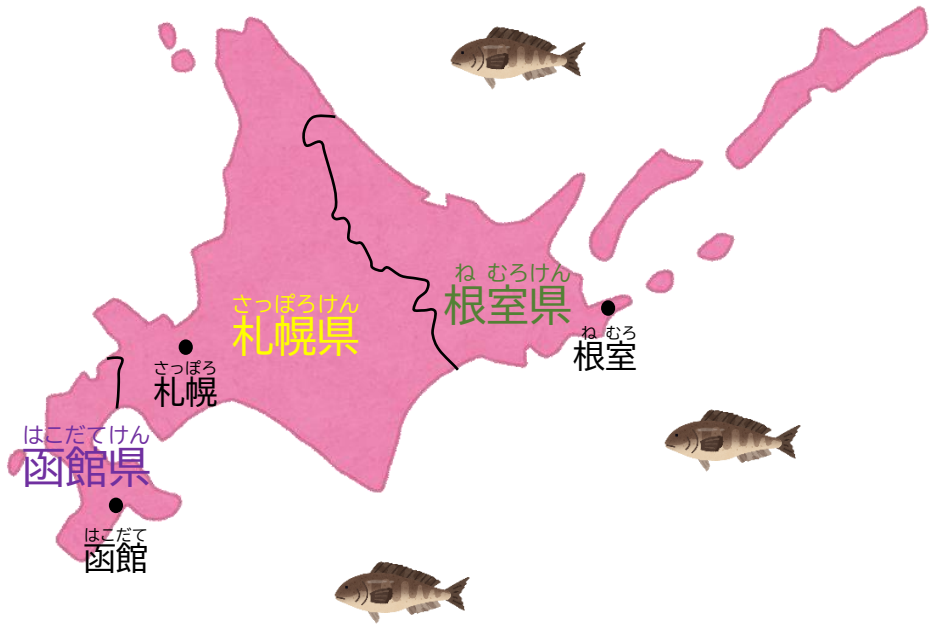 ね むろけん
根室県
さっぽろけん
札幌県
ね むろ
根室
さっぽろ
札幌
はこだてけん
函館県
はこだて
函館